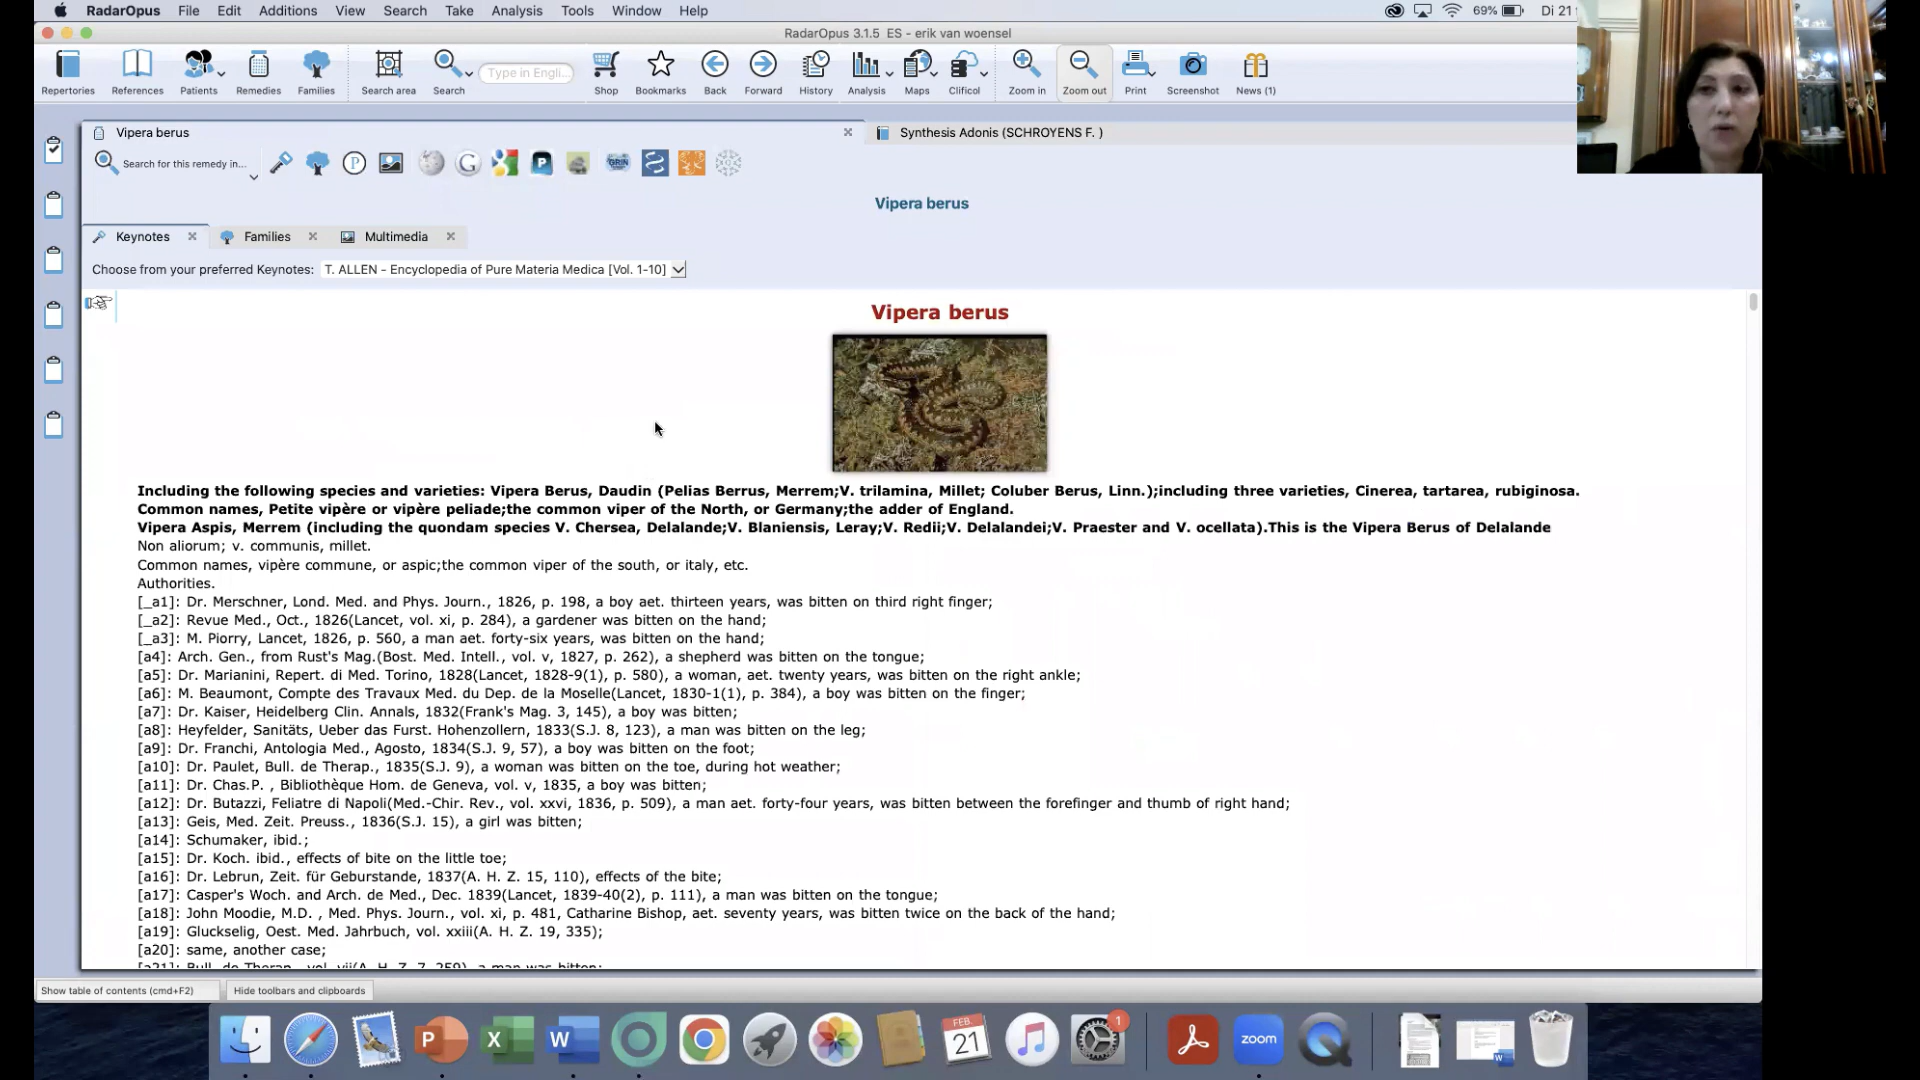 RadarOpus File Edit Additions View Search Take Analysis Tools Window Help 69% Di 21
RadarOpus 3.1.5 ES - erik van woensel
Repertories References Patients Remedies Families Search area Search Type in Engli... Shop Bookmarks Back Forward History Analysis Maps Clificol Zoom in Zoom out Print Screenshot News (1)
Vipera berus Synthesis Adonis (SCHROYENS F. )
Search for this remedy in... P G P GRIN
Vipera berus
Keynotes Families Multimedia
Choose from your preferred Keynotes: T. ALLEN - Encyclopedia of Pure Materia Medica [Vol. 1-10]
Vipera berus
Including the following species and varieties: Vipera Berus, Daudin (Pelias Berrus, Merrem;V. trilamina, Millet; Coluber Berus, Linn.);including three varieties, Cinerea, tartarea, rubiginosa.
Common names, Petite vipère or vipère peliade;the common viper of the North, or Germany;the adder of England.
Vipera Aspis, Merrem (including the quondam species V. Chersea, Delalande;V. Blaniensis, Leray;V. Redii;V. Delalandei;V. Praester and V. ocellata).This is the Vipera Berus of Delalande
Non aliorum; v. communis, millet.
Common names, vipère commune, or aspic;the common viper of the south, or italy, etc.
Authorities.
[_a1]: Dr. Merschner, Lond. Med. and Phys. Journ., 1826, p. 198, a boy aet. thirteen years, was bitten on third right finger;
[_a2]: Revue Med., Oct., 1826(Lancet, vol. xi, p. 284), a gardener was bitten on the hand;
[_a3]: M. Piorry, Lancet, 1826, p. 560, a man aet. forty-six years, was bitten on the hand;
[a4]: Arch. Gen., from Rust's Mag.(Bost. Med. Intell., vol. v, 1827, p. 262), a shepherd was bitten on the tongue;
[a5]: Dr. Marianini, Repert. di Med. Torino, 1828(Lancet, 1828-9(1), p. 580), a woman, aet. twenty years, was bitten on the right ankle;
[a6]: M. Beaumont, Compte des Travaux Med. du Dep. de la Moselle(Lancet, 1830-1(1), p. 384), a boy was bitten on the finger;
[a7]: Dr. Kaiser, Heidelberg Clin. Annals, 1832(Frank's Mag. 3, 145), a boy was bitten;
[a8]: Heyfelder, Sanitäts, Ueber das Furst. Hohenzollern, 1833(S.J. 8, 123), a man was bitten on the leg;
[a9]: Dr. Franchi, Antologia Med., Agosto, 1834(S.J. 9, 57), a boy was bitten on the foot;
[a10]: Dr. Paulet, Bull. de Therap., 1835(S.J. 9), a woman was bitten on the toe, during hot weather;
[a11]: Dr. Chas.P. , Bibliothèque Hom. de Geneva, vol. v, 1835, a boy was bitten;
[a12]: Dr. Butazzi, Feliatre di Napoli(Med.-Chir. Rev., vol. xxvi, 1836, p. 509), a man aet. forty-four years, was bitten between the forefinger and thumb of right hand;
[a13]: Geis, Med. Zeit. Preuss., 1836(S.J. 15), a girl was bitten;
[a14]: Schumaker, ibid.;
[a15]: Dr. Koch. ibid., effects of bite on the little toe;
[a16]: Dr. Lebrun, Zeit. für Geburstande, 1837(A. H. Z. 15, 110), effects of the bite;
[a17]: Casper's Woch. and Arch. de Med., Dec. 1839(Lancet, 1839-40(2), p. 111), a man was bitten on the tongue;
[a18]: John Moodie, M.D. , Med. Phys. Journ., vol. xi, p. 481, Catharine Bishop, aet. seventy years, was bitten twice on the back of the hand;
[a19]: Gluckselig, Oest. Med. Jahrbuch, vol. xxiii(A. H. Z. 19, 335);
[a20]: same, another case;
[a21]: Bull. de Therap., vol. vii(A. H. Z. 7, 259), a man was bitten;
Show table of contents (cmd+F2) Hide toolbars and clipboards
P X W FEB. 21 1 zoom W